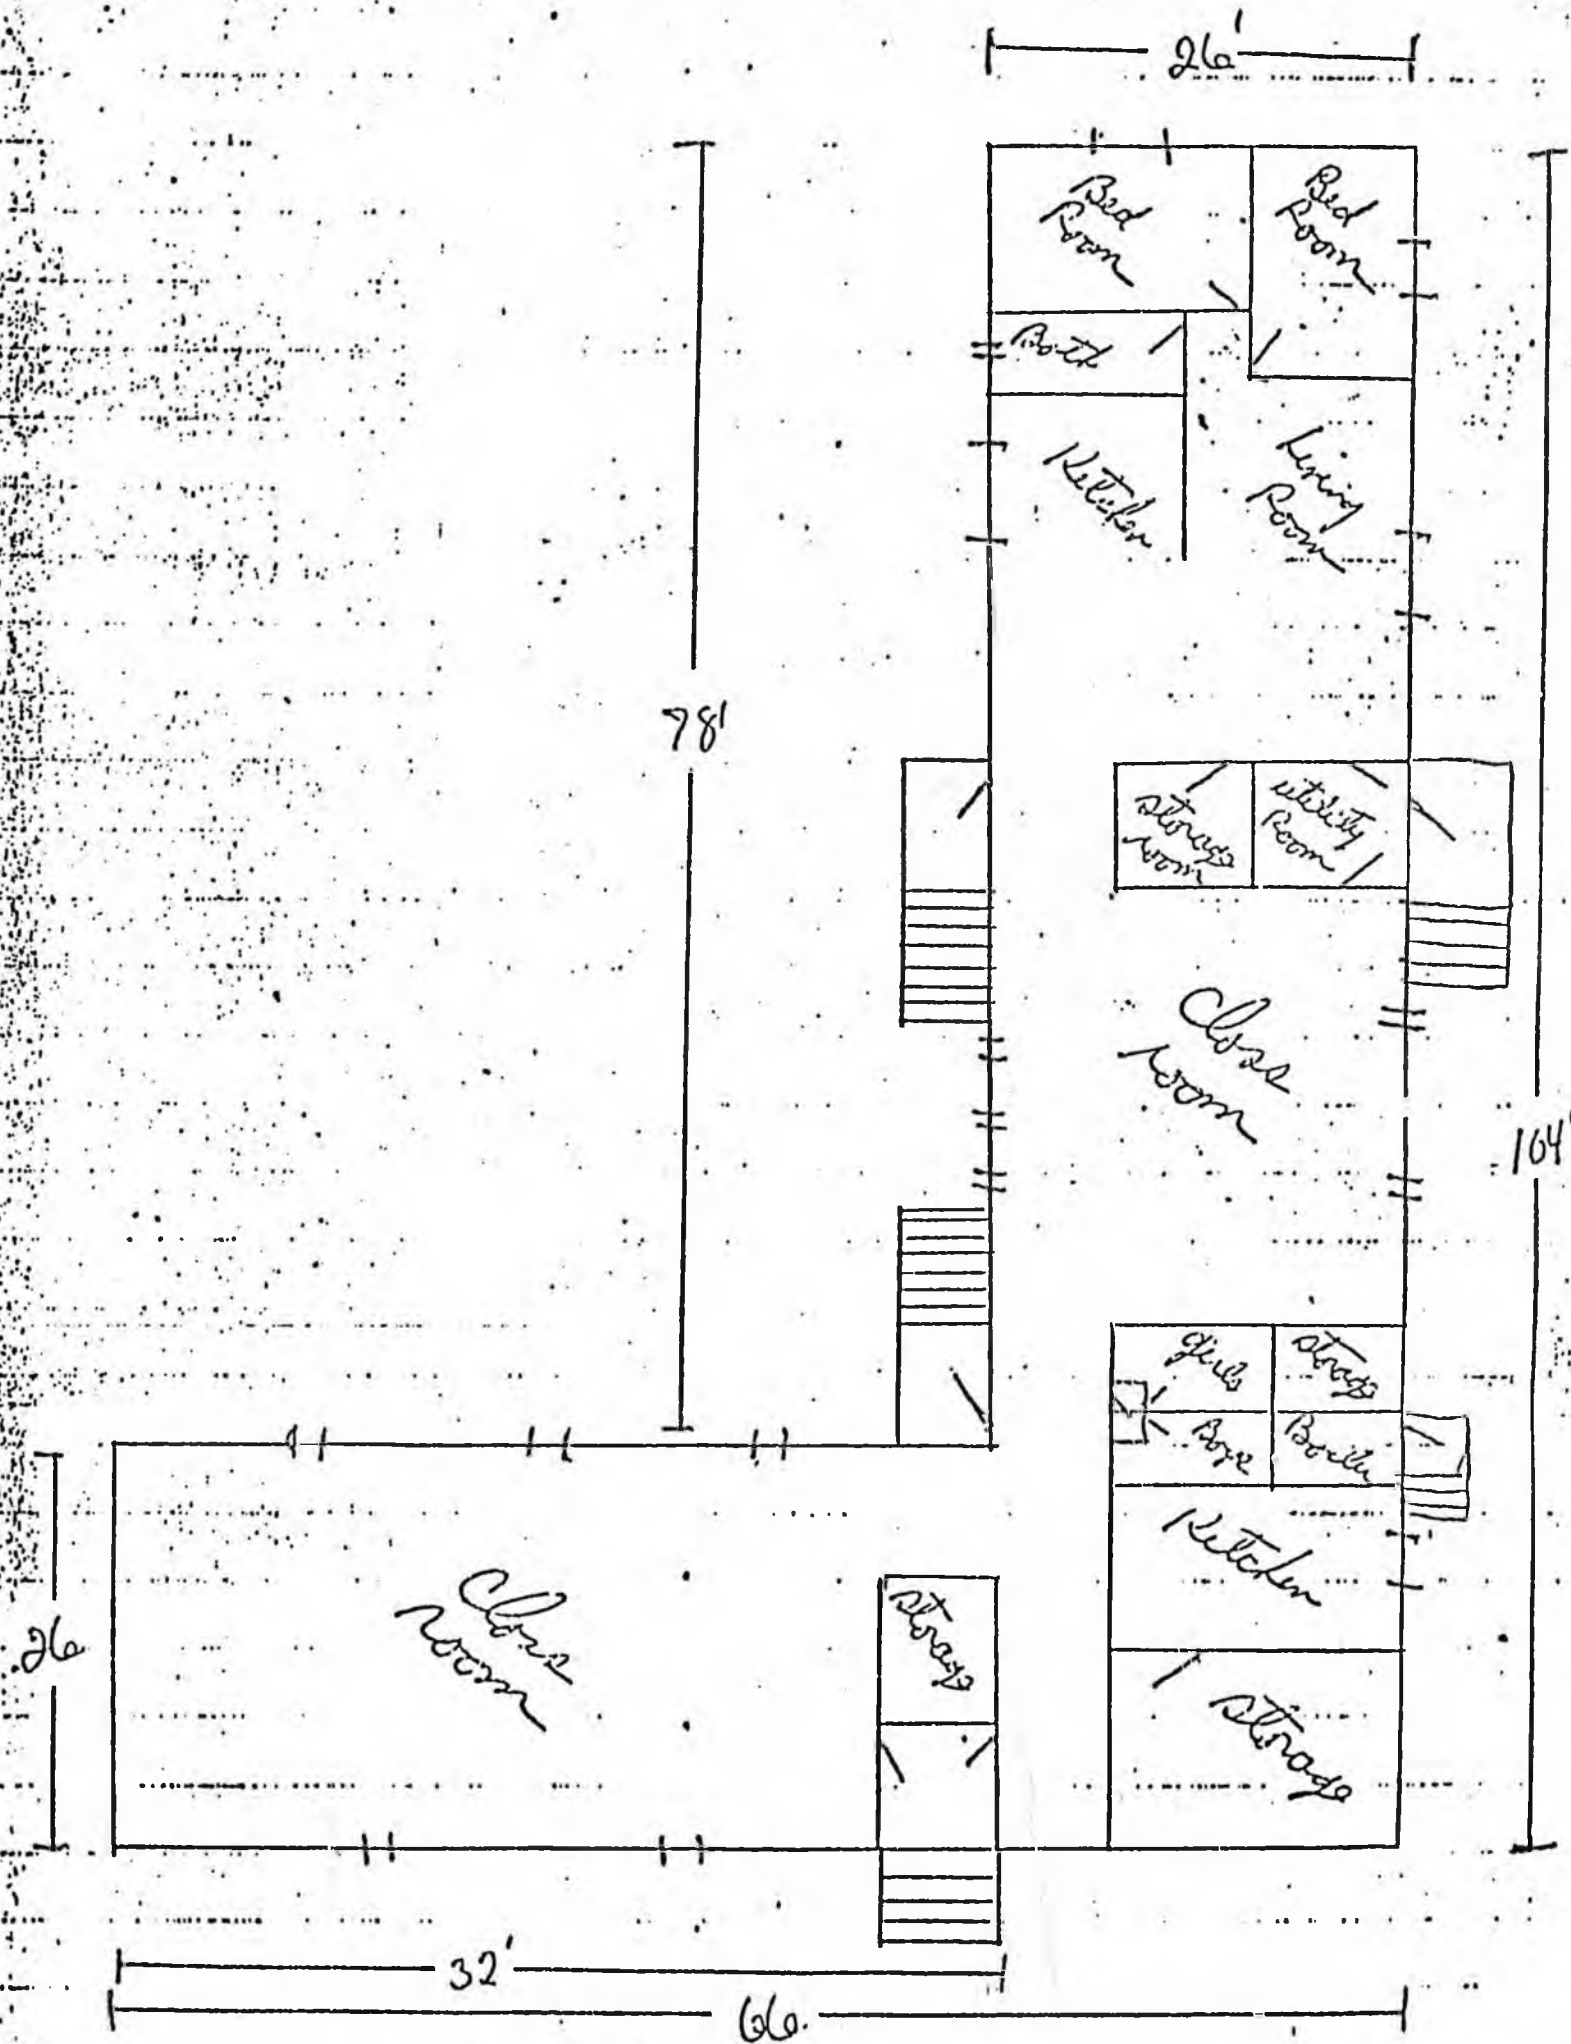 26'
Bed
Room
Bed
Room
Bath
Kitchen
Living
Room
78'
storage
room
utility
Room
Class
room
104'
girls
storage
Boys
Boiler
Kitchen
26
Class
room
storage
storage
32'
66